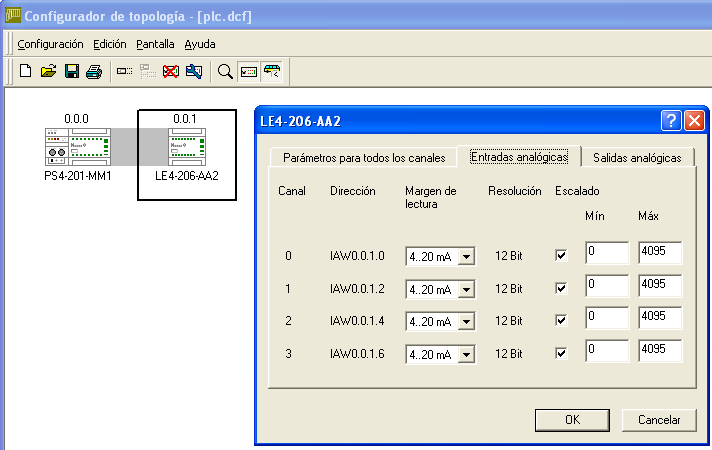 Configurador de topología - [plc.dcf]
Configuración Edición Pantalla Ayuda
0.0.0 0.0.1
PS4-201-MM1 LE4-206-AA2
LE4-206-AA2
Parámetros para todos los canales Entradas analógicas Salidas analógicas
Canal Dirección Margen de lectura Resolución Escalado
Mín Máx
0 IAW0.0.1.0 4..20 mA 12 Bit 0 4095
1 IAW0.0.1.2 4..20 mA 12 Bit 0 4095
2 IAW0.0.1.4 4..20 mA 12 Bit 0 4095
3 IAW0.0.1.6 4..20 mA 12 Bit 0 4095
OK Cancelar